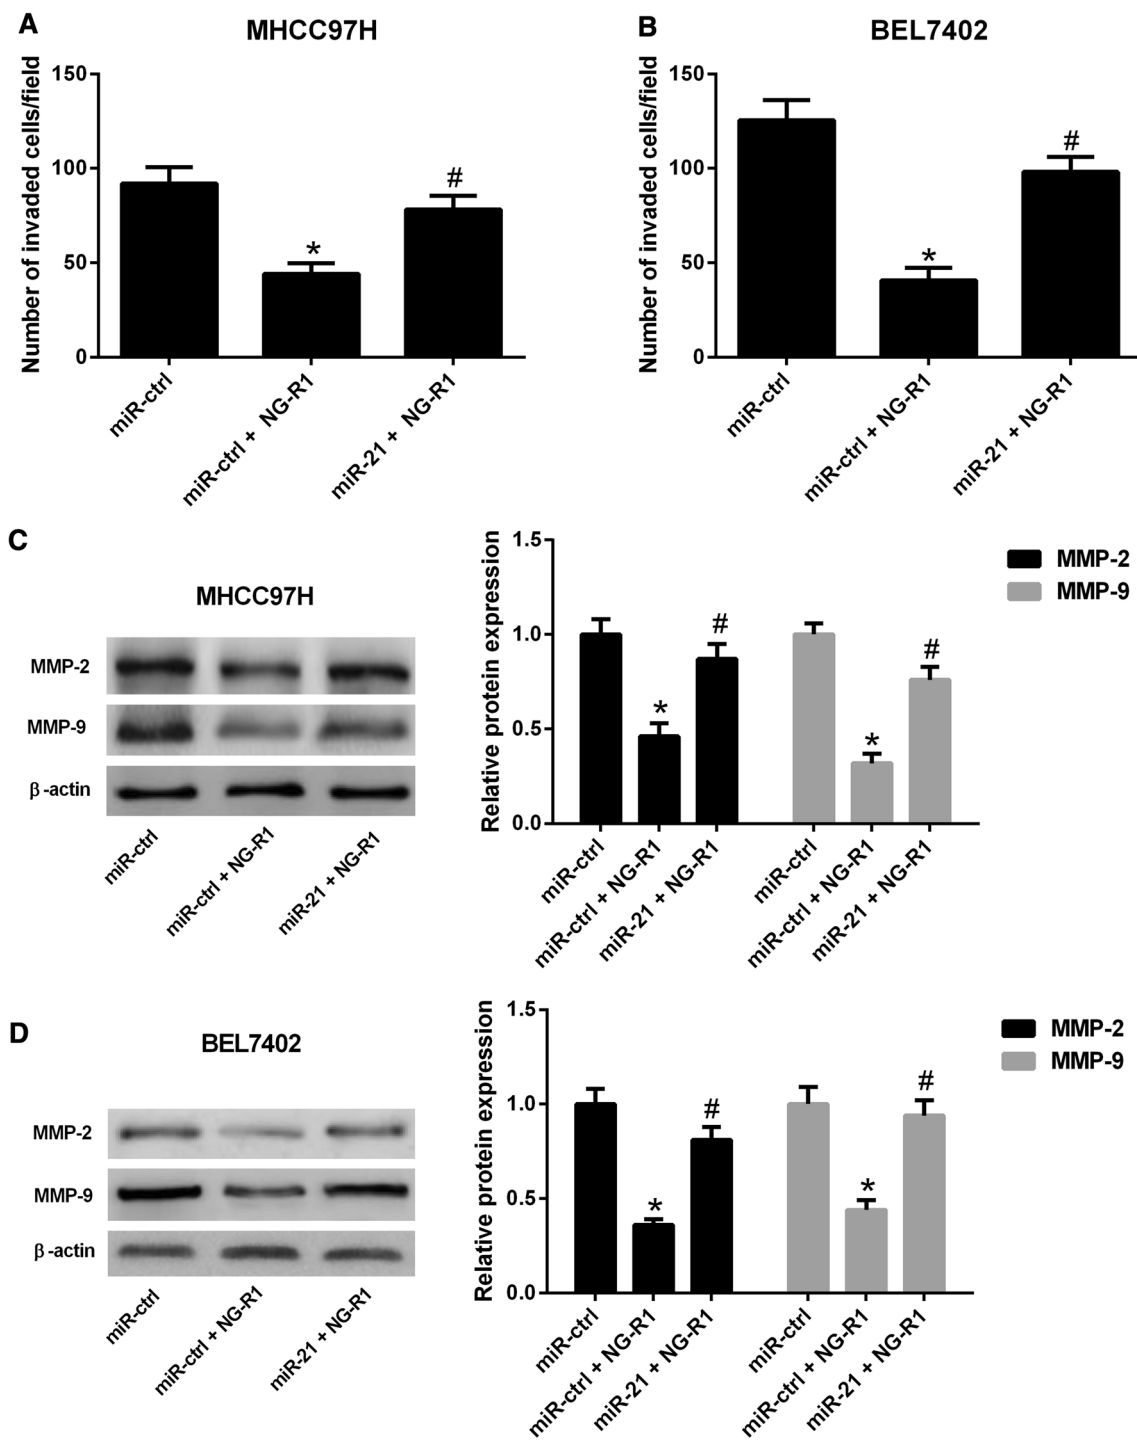 A
MHCC97H
Number of invaded cells/field
150
100
50
0
*
#
miR-ctrl
miR-ctrl + NG-R1
miR-21 + NG-R1
B
BEL7402
Number of invaded cells/field
150
100
50
0
*
#
miR-ctrl
miR-ctrl + NG-R1
miR-21 + NG-R1
C
MHCC97H
MMP-2
MMP-9
β-actin
miR-ctrl
miR-ctrl + NG-R1
miR-21 + NG-R1
Relative protein expression
1.5
1.0
0.5
0.0
*
#
*
#
miR-ctrl
miR-ctrl + NG-R1
miR-21 + NG-R1
miR-ctrl
miR-ctrl + NG-R1
miR-21 + NG-R1
MMP-2
MMP-9
D
BEL7402
MMP-2
MMP-9
β-actin
miR-ctrl
miR-ctrl + NG-R1
miR-21 + NG-R1
Relative protein expression
1.5
1.0
0.5
0.0
*
#
*
#
miR-ctrl
miR-ctrl + NG-R1
miR-21 + NG-R1
miR-ctrl
miR-ctrl + NG-R1
miR-21 + NG-R1
MMP-2
MMP-9